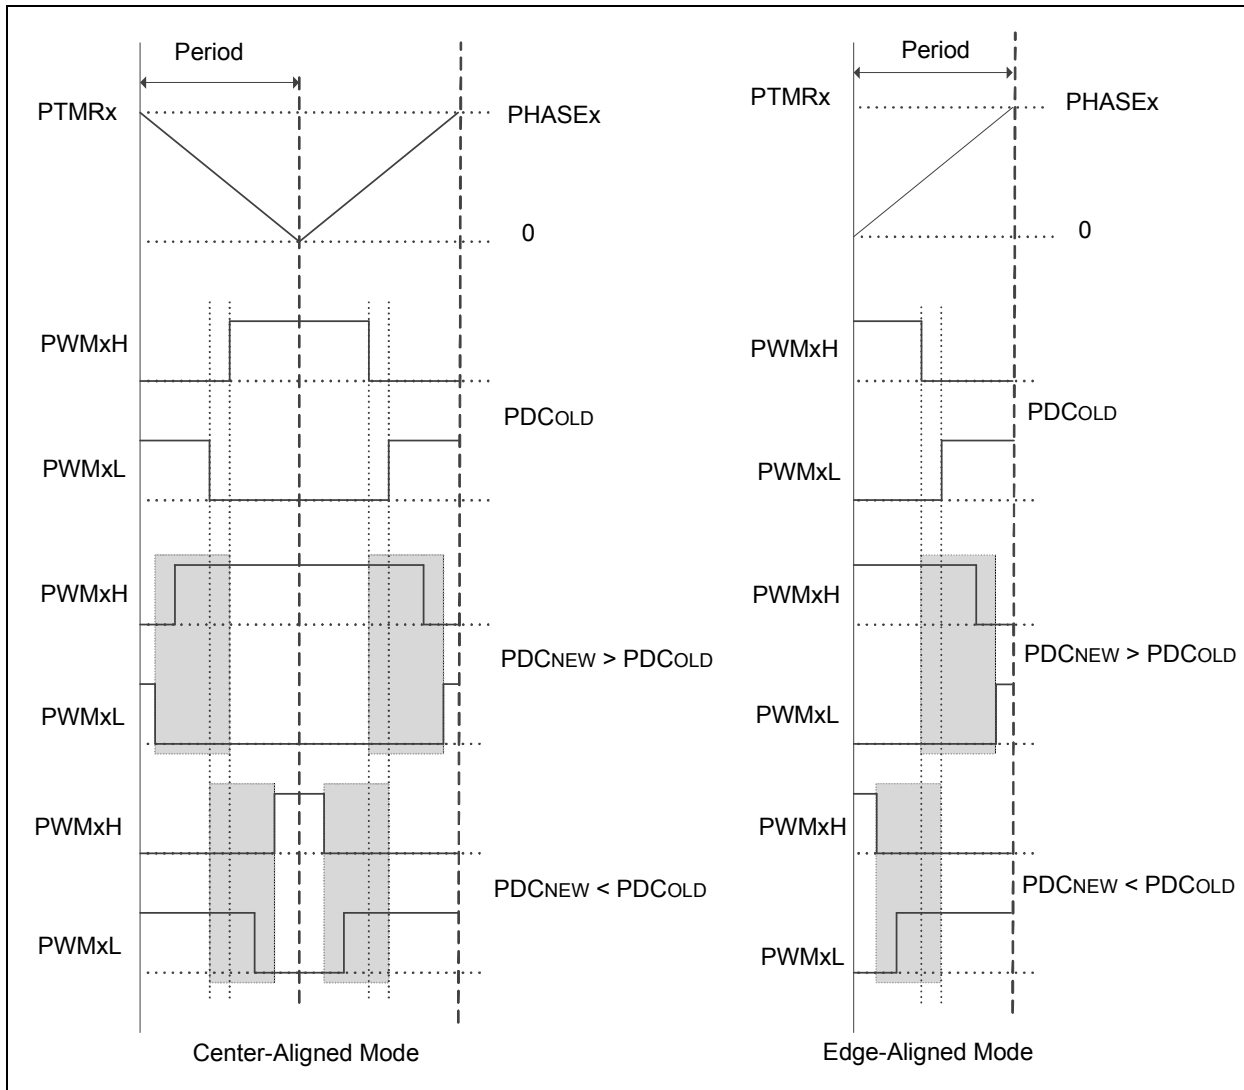 Period
PTMRx
PHASEx
0
PWMxH
PDCOLD
PWMxL
PWMxH
PDCNEW > PDCOLD
PWMxL
PWMxH
PDCNEW < PDCOLD
PWMxL
Center-Aligned Mode
Period
PTMRx
PHASEx
0
PWMxH
PDCOLD
PWMxL
PWMxH
PDCNEW > PDCOLD
PWMxL
PWMxH
PDCNEW < PDCOLD
PWMxL
Edge-Aligned Mode